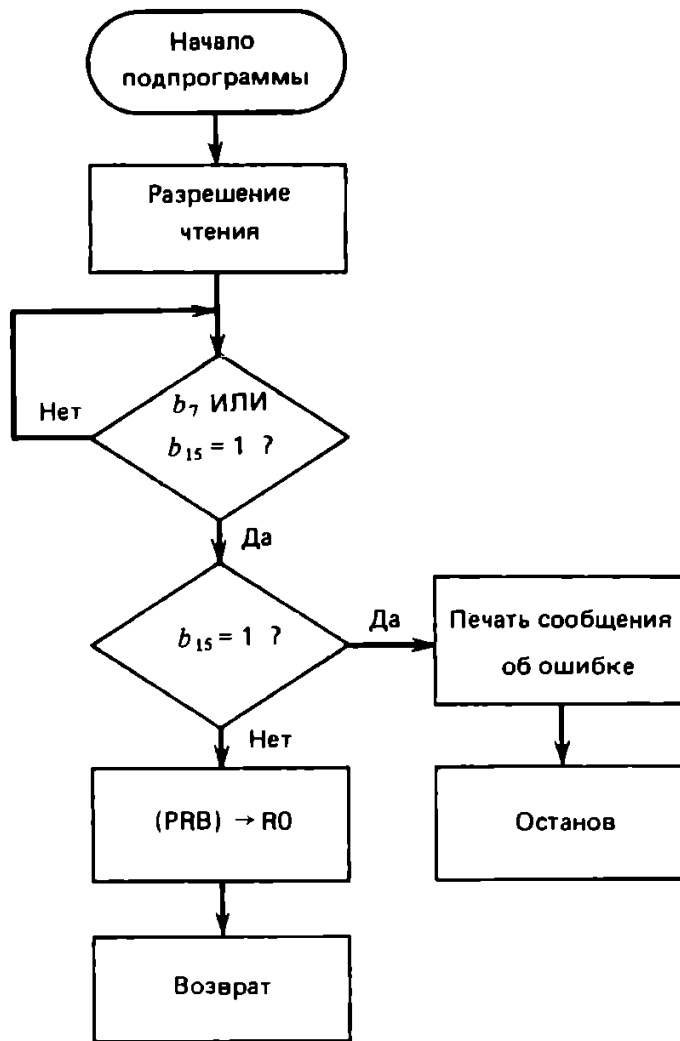 Начало
подпрограммы
Разрешение
чтения
Нет
b₇ ИЛИ
b₁₅ = 1 ?
Да
b₁₅ = 1 ?
Да
Печать сообщения
об ошибке
Нет
(PRB) → R0
Останов
Возврат